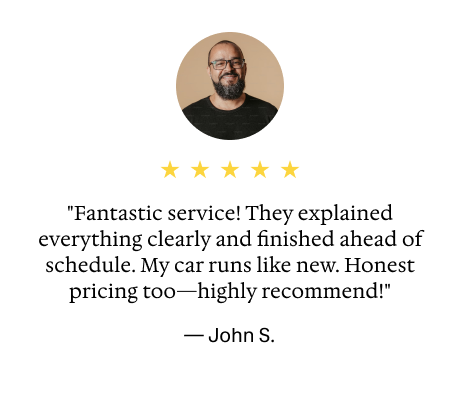 "Fantastic service! They explained
everything clearly and finished ahead of
schedule. My car runs like new. Honest
pricing too—highly recommend!"
— John S.